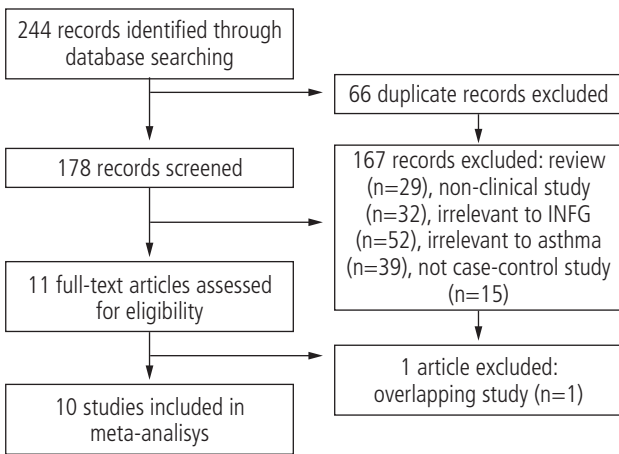 244 records identified through
database searching
66 duplicate records excluded
178 records screened
167 records excluded: review
(n=29), non-clinical study
(n=32), irrelevant to INFG
(n=52), irrelevant to asthma
(n=39), not case-control study
(n=15)
11 full-text articles assessed
for eligibility
1 article excluded:
overlapping study (n=1)
10 studies included in
meta-analisys